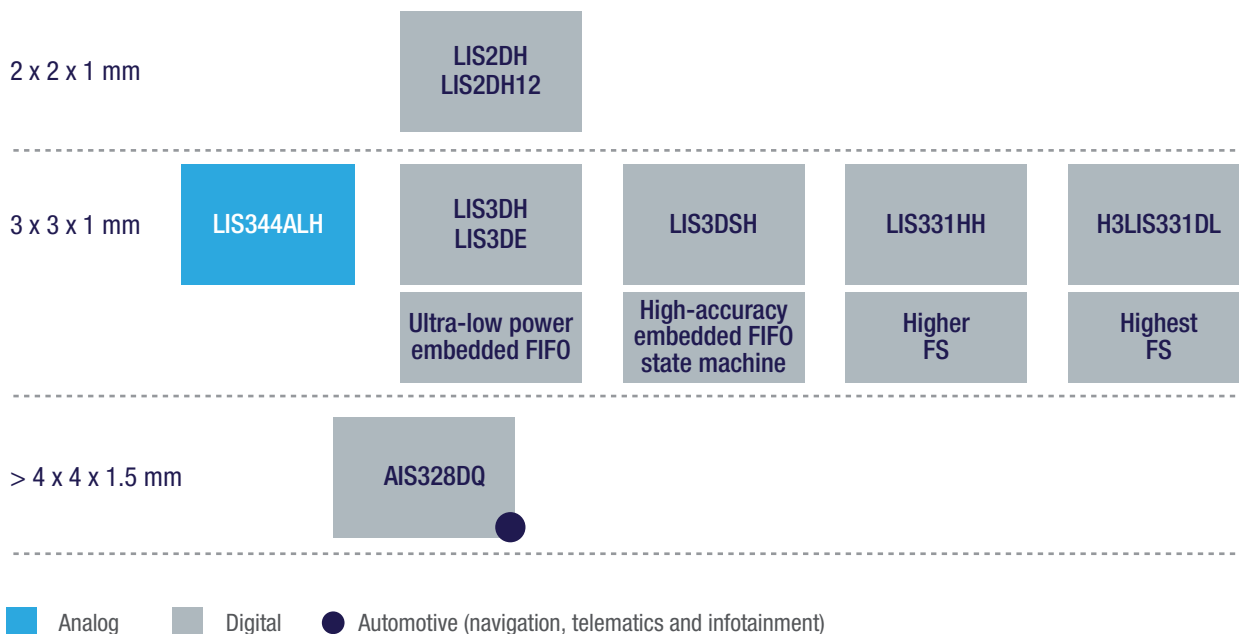 2 x 2 x 1 mm
LIS2DH
LIS2DH12
3 x 3 x 1 mm
LIS344ALH
LIS3DH
LIS3DE
LIS3DSH
LIS331HH
H3LIS331DL
Ultra-low power
embedded FIFO
High-accuracy
embedded FIFO
state machine
Higher
FS
Highest
FS
> 4 x 4 x 1.5 mm
AIS328DQ
Analog
Digital
Automotive (navigation, telematics and infotainment)